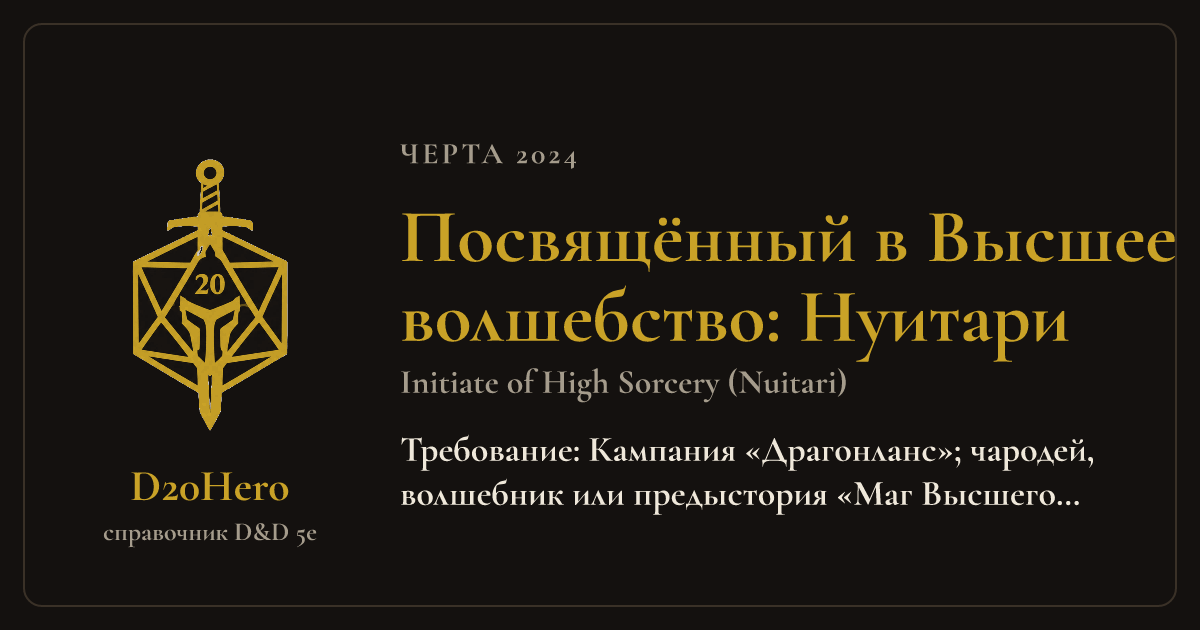 ЧЕРТА 2024
Посвящённый в Высшее
волшебство: Нуитари
Initiate of High Sorcery (Nuitari)
Требование: Кампания «Драгонланс»; чародей,
волшебник или предыстория «Маг Высшего...
20
D20Hero
справочник D&D 5e